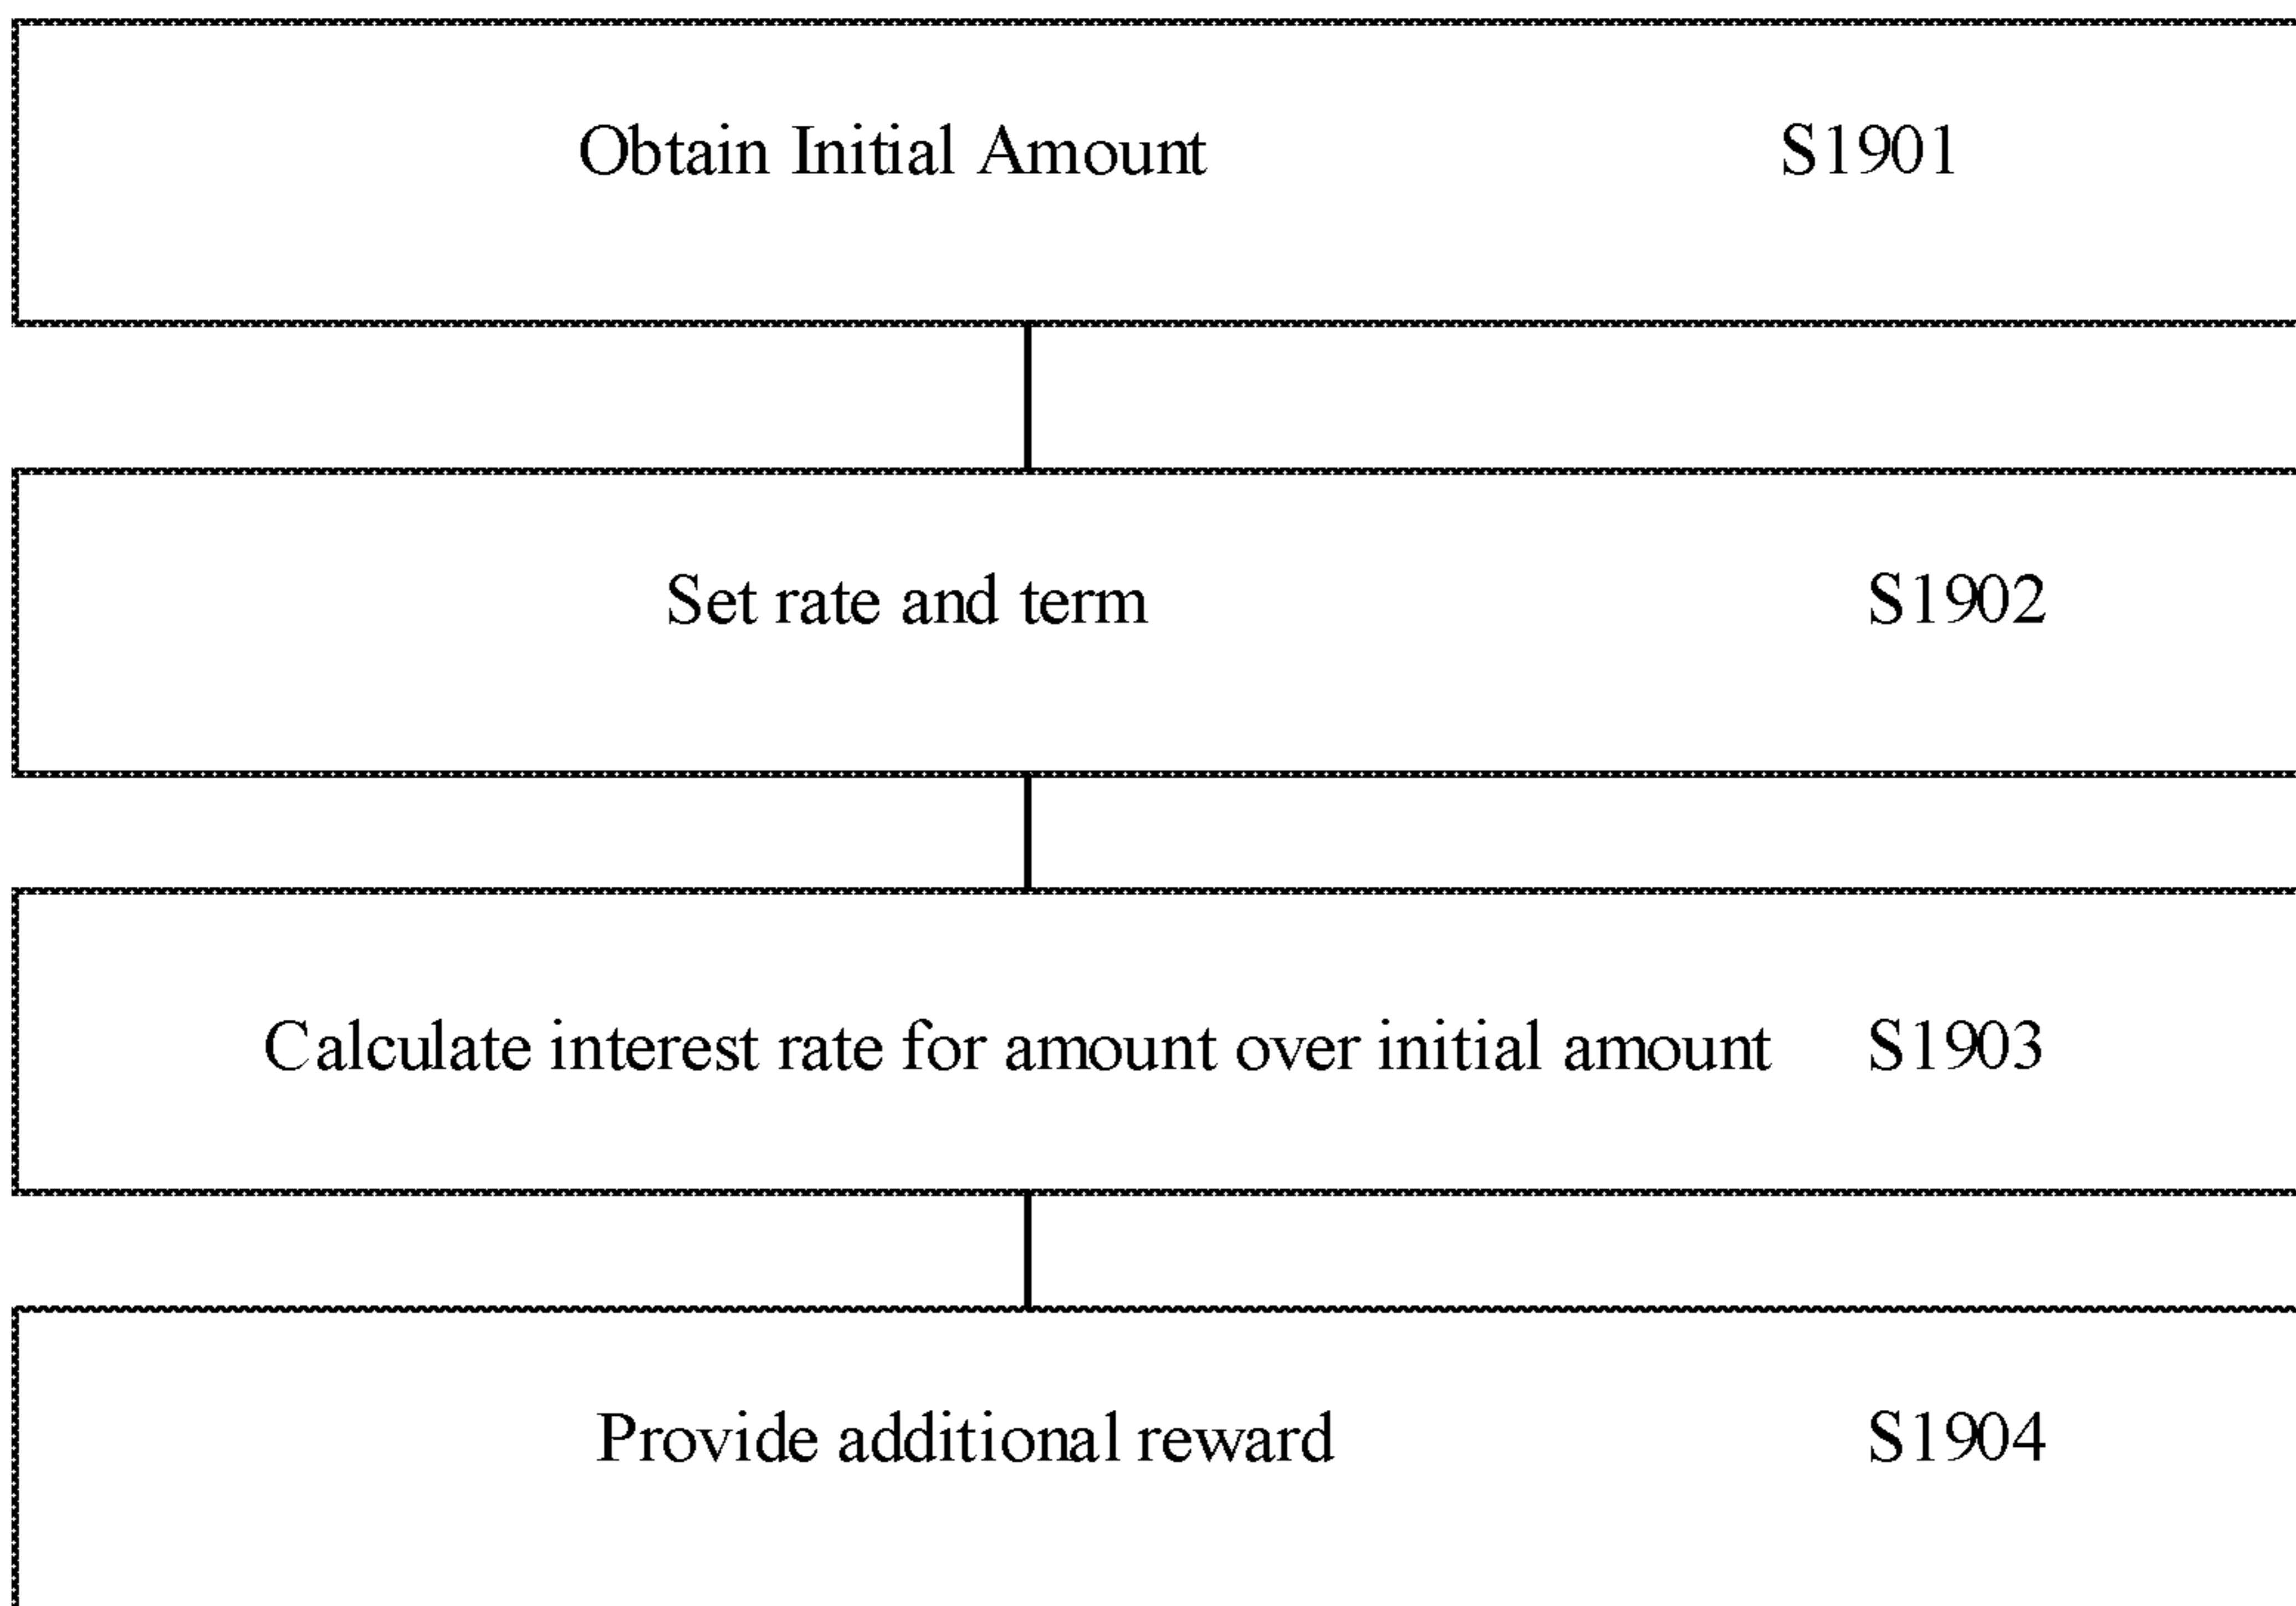 Obtain Initial Amount S1901
Set rate and term S1902
Calculate interest rate for amount over initial amount S1903
Provide additional reward S1904